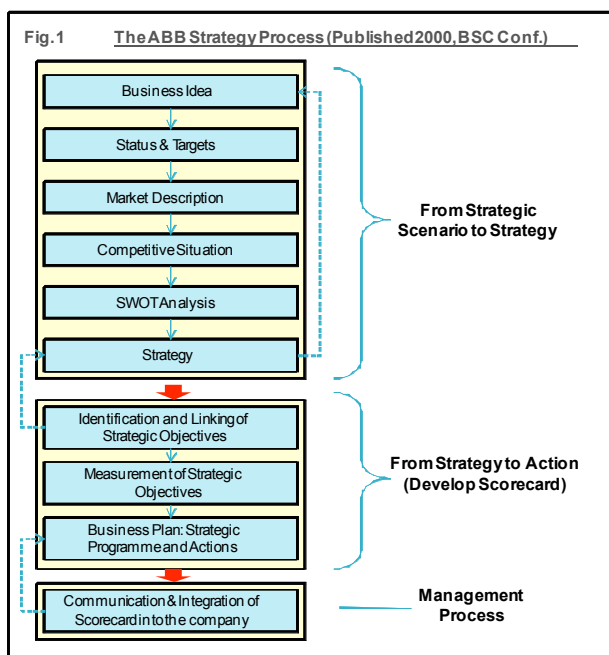 Fig.1 The ABB Strategy Process (Published 2000, BSC Conf.)
Business Idea
Status & Targets
Market Description
Competitive Situation
SWOT Analysis
Strategy
From Strategic
Scenario to Strategy
Identification and Linking of
Strategic Objectives
Measurement of Strategic
Objectives
Business Plan: Strategic
Programme and Actions
From Strategy to Action
(Develop Scorecard)
Communication & Integration of
Scorecard in to the company
Management
Process